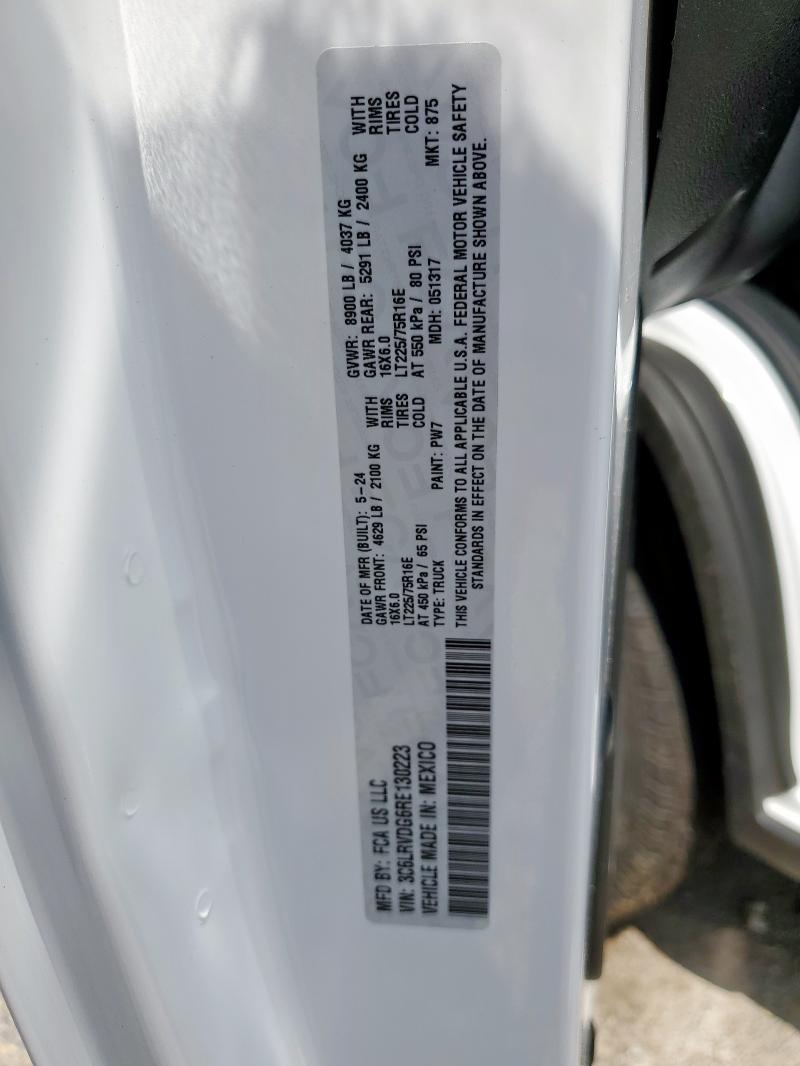 MFD BY: FCA US LLC
VIN: 3C6LRVDG6RE130223
VEHICLE MADE IN: MEXICO
DATE OF MFR (BUILT): 5-24
GAWR FRONT: 4629 LB / 2100 KG WITH
16X6.0 RIMS
LT225/75R16E TIRES
AT 450 kPa / 65 PSI COLD
GVWR: 8900 LB / 4037 KG
GAWR REAR: 5291 LB / 2400 KG WITH
16X6.0 RIMS
LT225/75R16E TIRES
AT 550 kPa / 80 PSI COLD
TYPE: TRUCK PAINT: PW7 MDH: 051317 MKT: 875
THIS VEHICLE CONFORMS TO ALL APPLICABLE U.S.A. FEDERAL MOTOR VEHICLE SAFETY
STANDARDS IN EFFECT ON THE DATE OF MANUFACTURE SHOWN ABOVE.